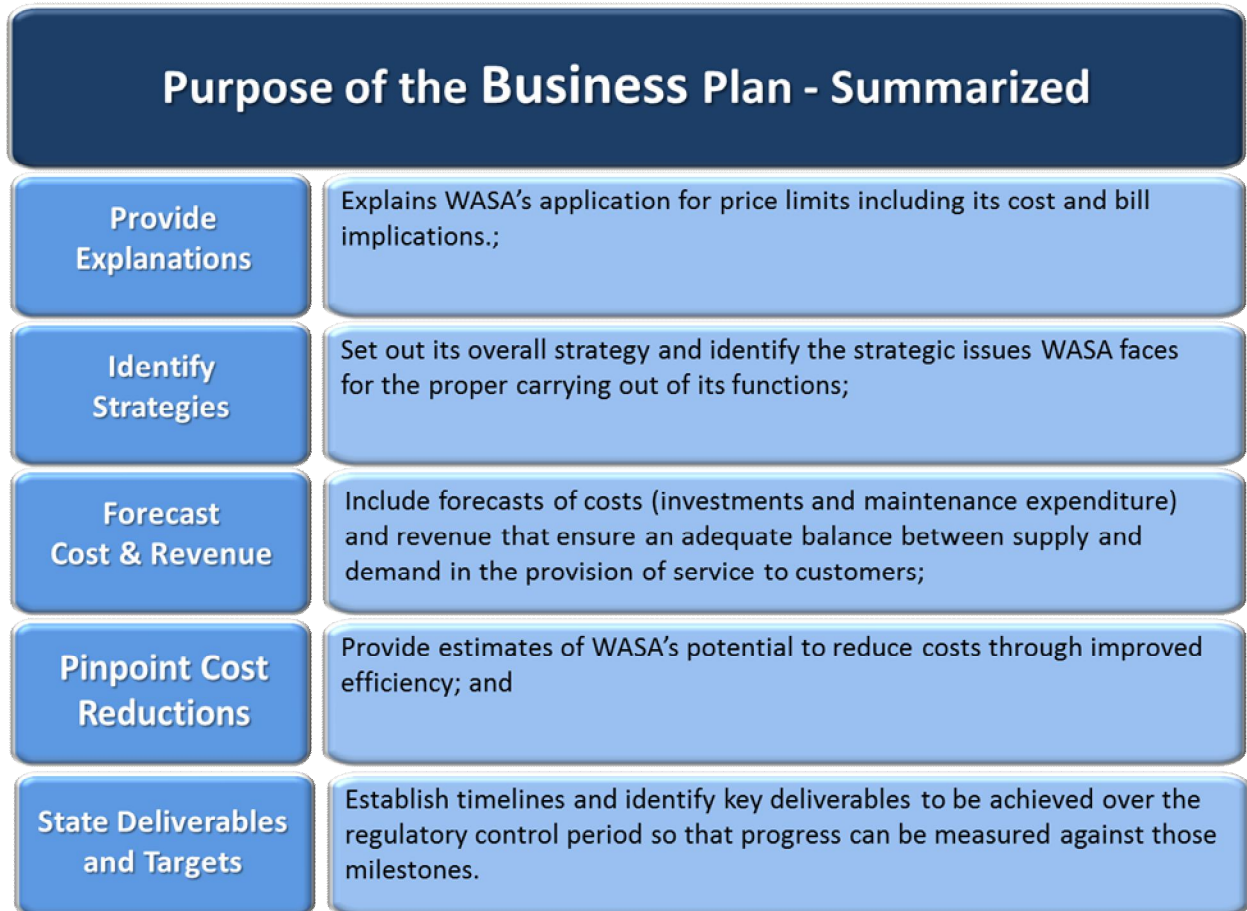 Purpose of the Business Plan - Summarized
Provide
Explanations
Explains WASA’s application for price limits including its cost and bill
implications.;
Identify
Strategies
Set out its overall strategy and identify the strategic issues WASA faces
for the proper carrying out of its functions;
Forecast
Cost & Revenue
Include forecasts of costs (investments and maintenance expenditure)
and revenue that ensure an adequate balance between supply and
demand in the provision of service to customers;
Pinpoint Cost
Reductions
Provide estimates of WASA’s potential to reduce costs through improved
efficiency; and
State Deliverables
and Targets
Establish timelines and identify key deliverables to be achieved over the
regulatory control period so that progress can be measured against those
milestones.